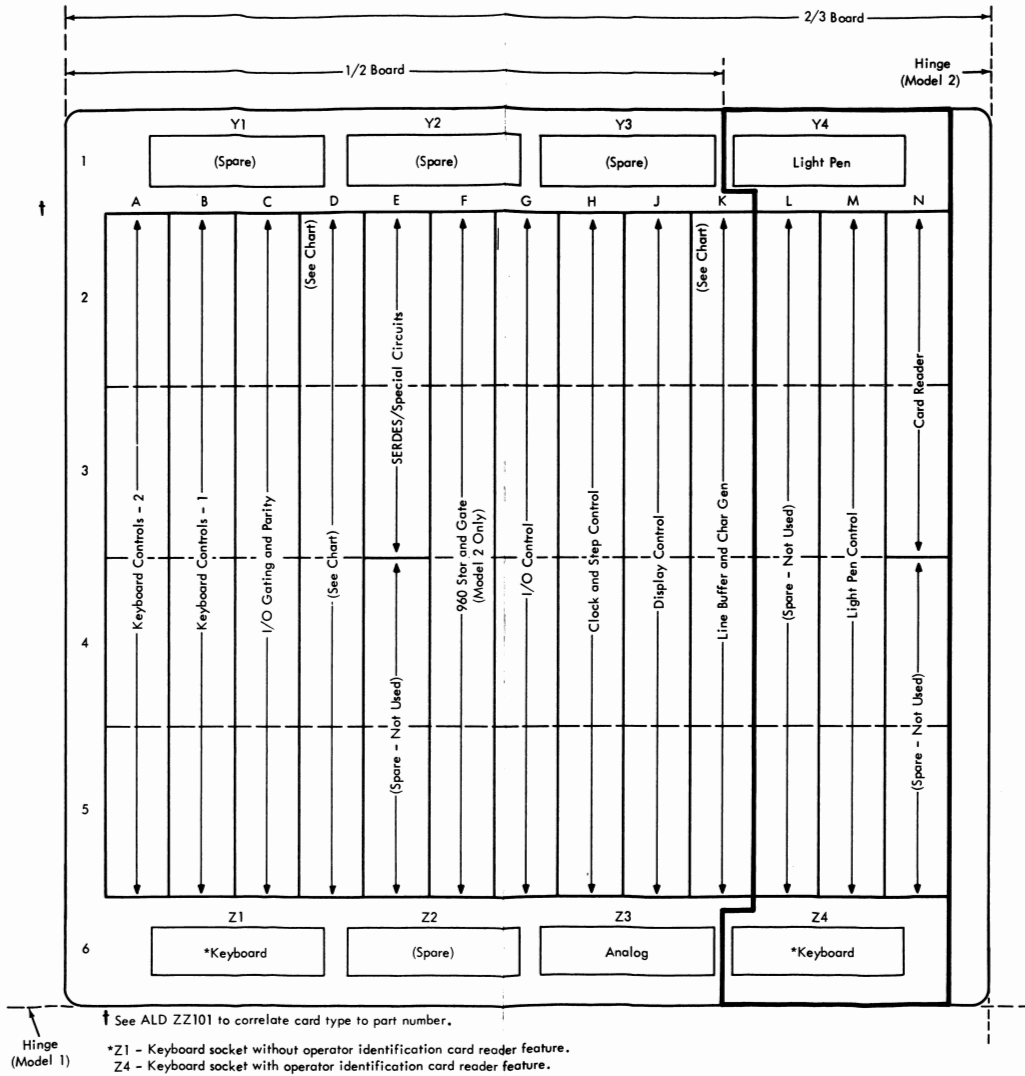 2/3 Board
1/2 Board
Hinge
(Model 2)
Y1
Y2
Y3
Y4
1
(Spare)
(Spare)
(Spare)
Light Pen
†
A
B
C
D
E
F
G
H
J
K
L
M
N
(See Chart)
(See Chart)
2
3
4
5
Keyboard Controls - 2
Keyboard Controls - 1
I/O Gating and Parity
(See Chart)
SERDES/Special Circuits
(Spare - Not Used)
960 Stor and Gate
(Model 2 Only)
I/O Control
Clock and Step Control
Display Control
Line Buffer and Char Gen
(Spare - Not Used)
Light Pen Control
Card Reader
(Spare - Not Used)
Z1
Z2
Z3
Z4
6
*Keyboard
(Spare)
Analog
*Keyboard
† See ALD ZZ101 to correlate card type to part number.
Hinge
(Model 1)
*Z1 - Keyboard socket without operator identification card reader feature.
Z4 - Keyboard socket with operator identification card reader feature.